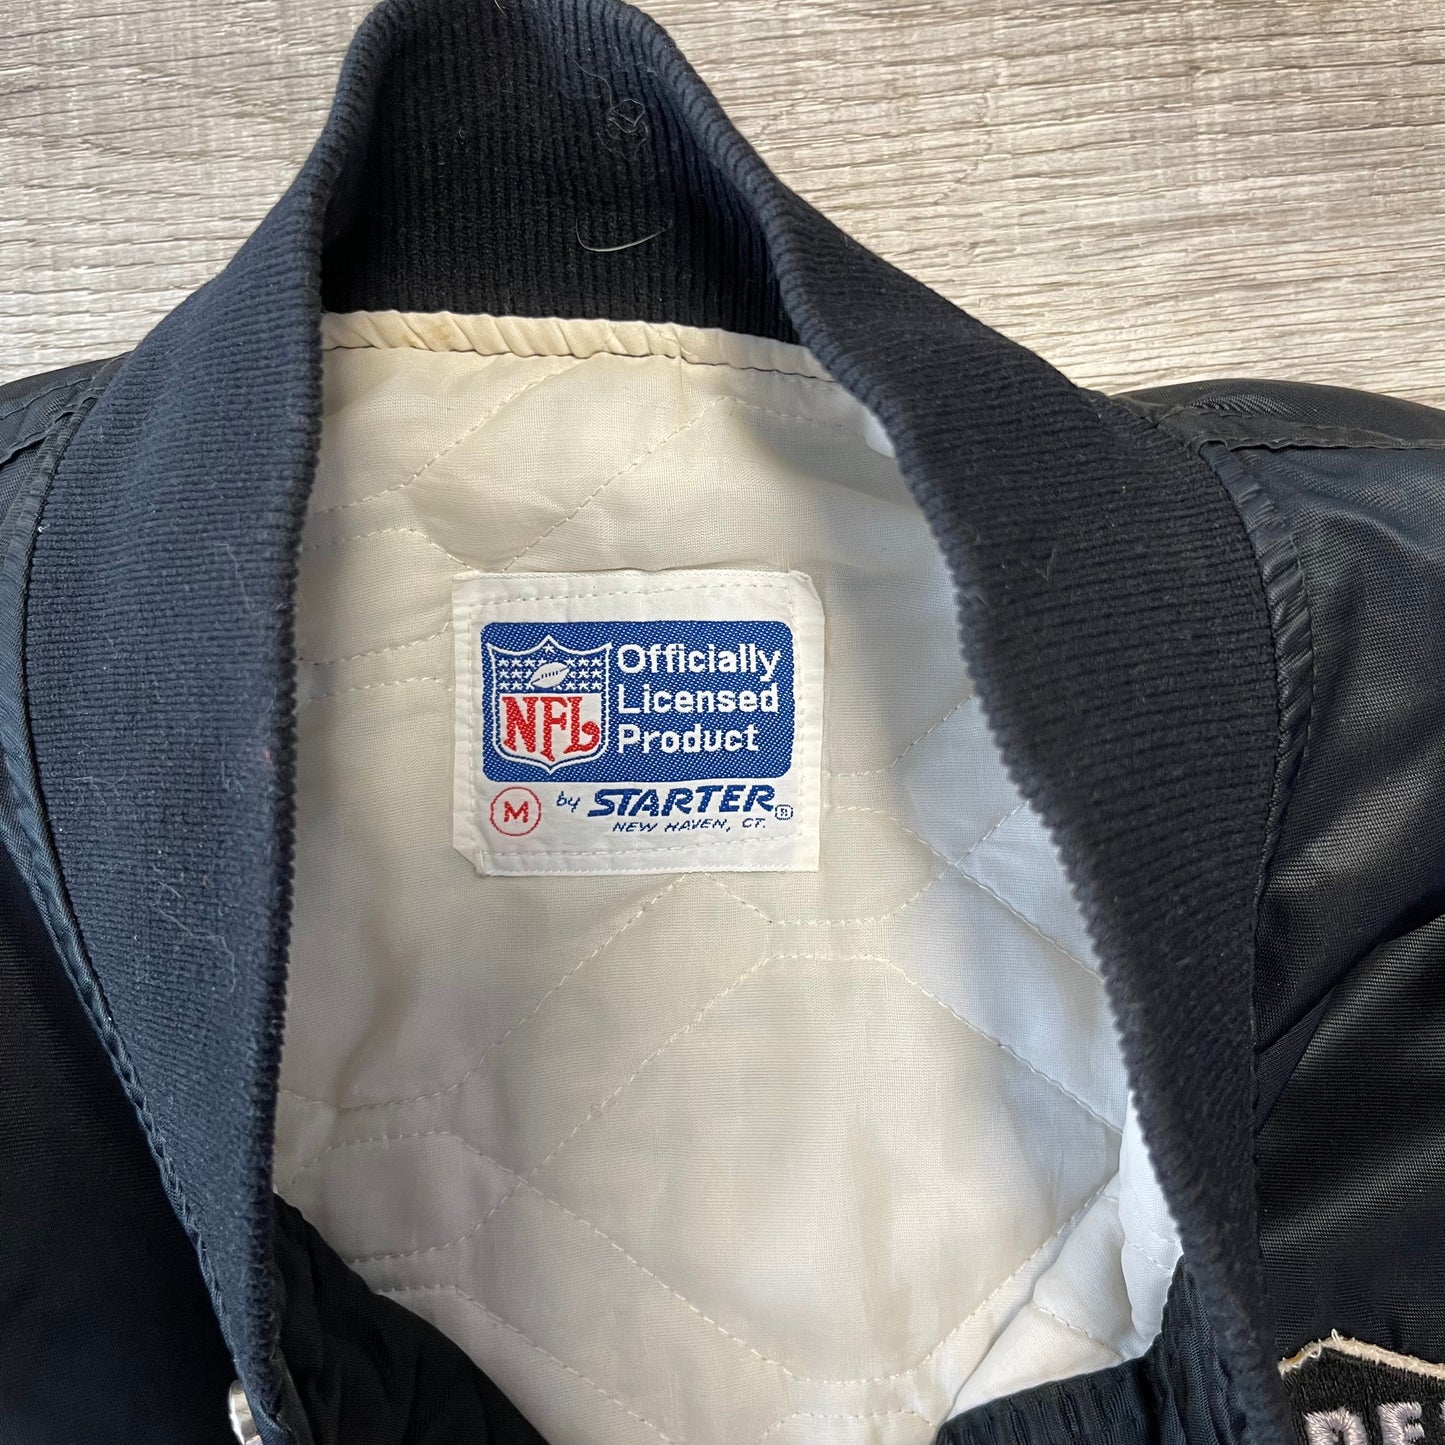 NFL
Officially
Licensed
Product
M by STARTER®
NEW HAVEN, CT.